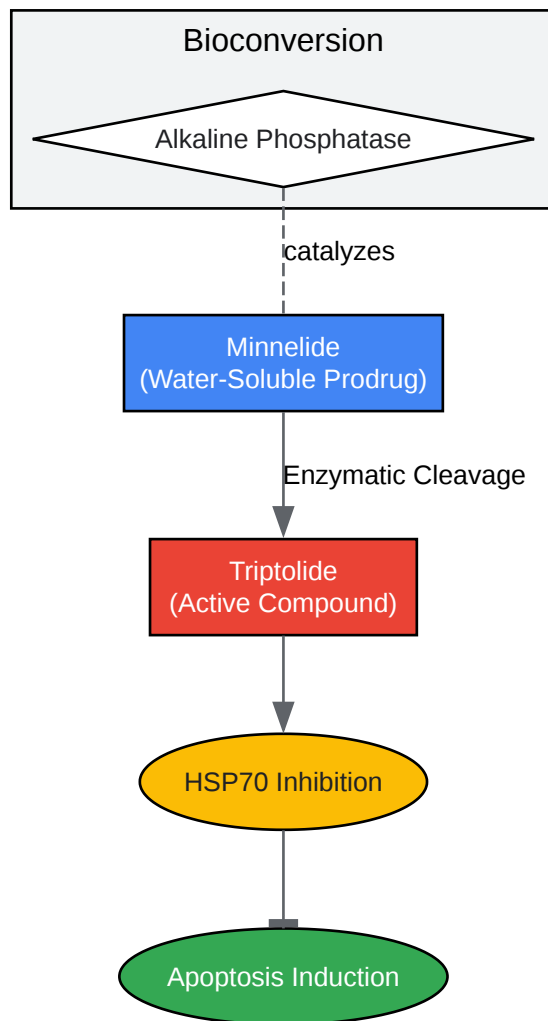 Bioconversion
Alkaline Phosphatase
catalyzes
Minnelide
(Water-Soluble Prodrug)
Enzymatic Cleavage
Triptolide
(Active Compound)
HSP70 Inhibition
Apoptosis Induction